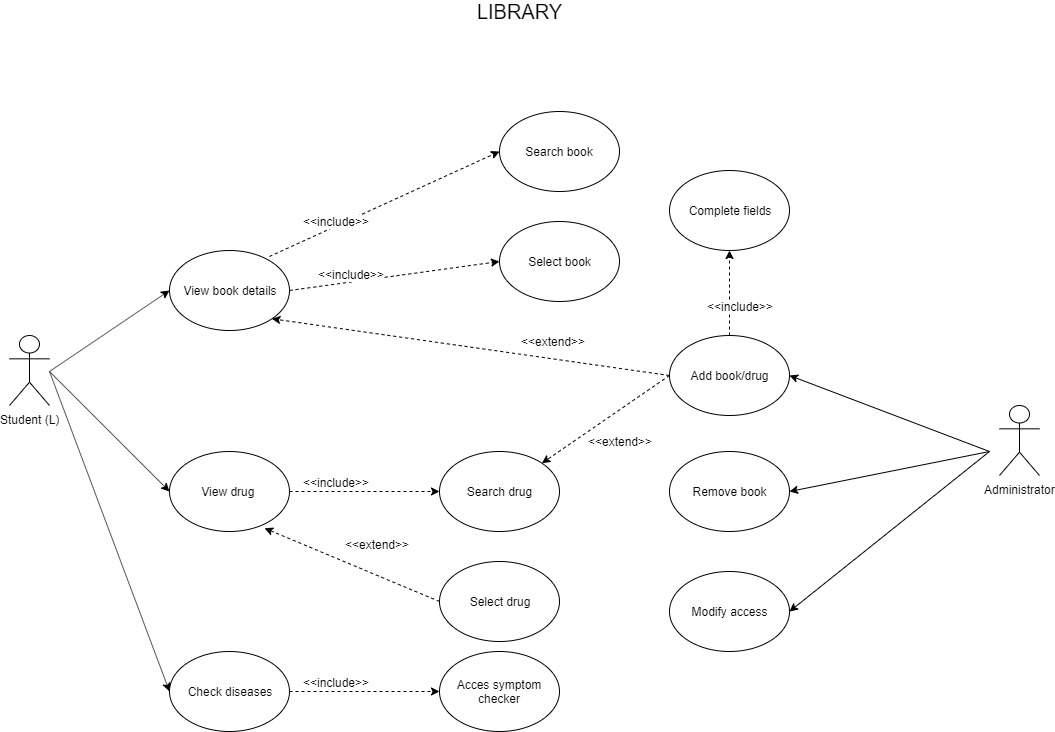 LIBRARY
Search book
Complete fields
<<include>>
Select book
<<include>>
View book details
<<include>>
<<extend>>
Add book/drug
Student (L)
<<extend>>
<<include>>
View drug
Search drug
Remove book
Administrator
<<extend>>
Select drug
Modify access
<<include>>
Check diseases
Acces symptom
checker